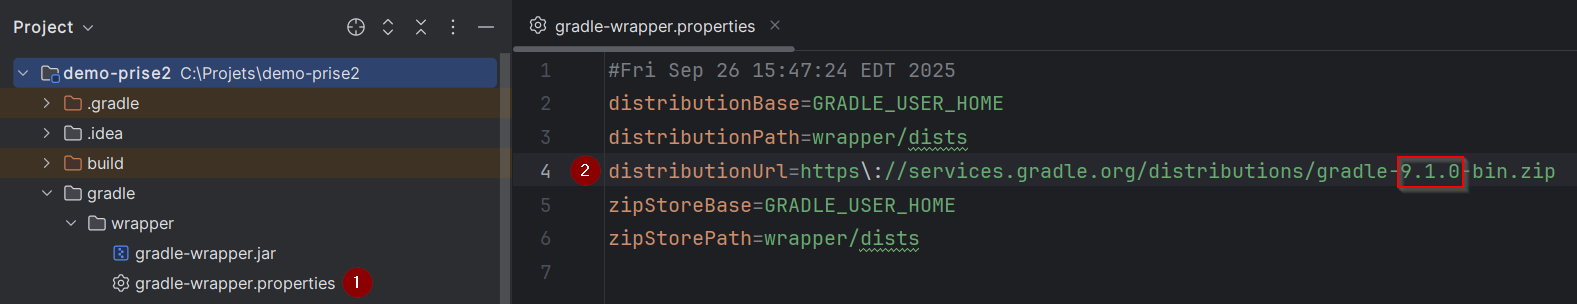 Project
demo-prise2 C:\Projets\demo-prise2
.gradle
.idea
build
gradle
wrapper
gradle-wrapper.jar
gradle-wrapper.properties 1
gradle-wrapper.properties
1 #Fri Sep 26 15:47:24 EDT 2025
2 distributionBase=GRADLE_USER_HOME
3 distributionPath=wrapper/dists
4 2 distributionUrl=https\://services.gradle.org/distributions/gradle-9.1.0-bin.zip
5 zipStoreBase=GRADLE_USER_HOME
6 zipStorePath=wrapper/dists
7